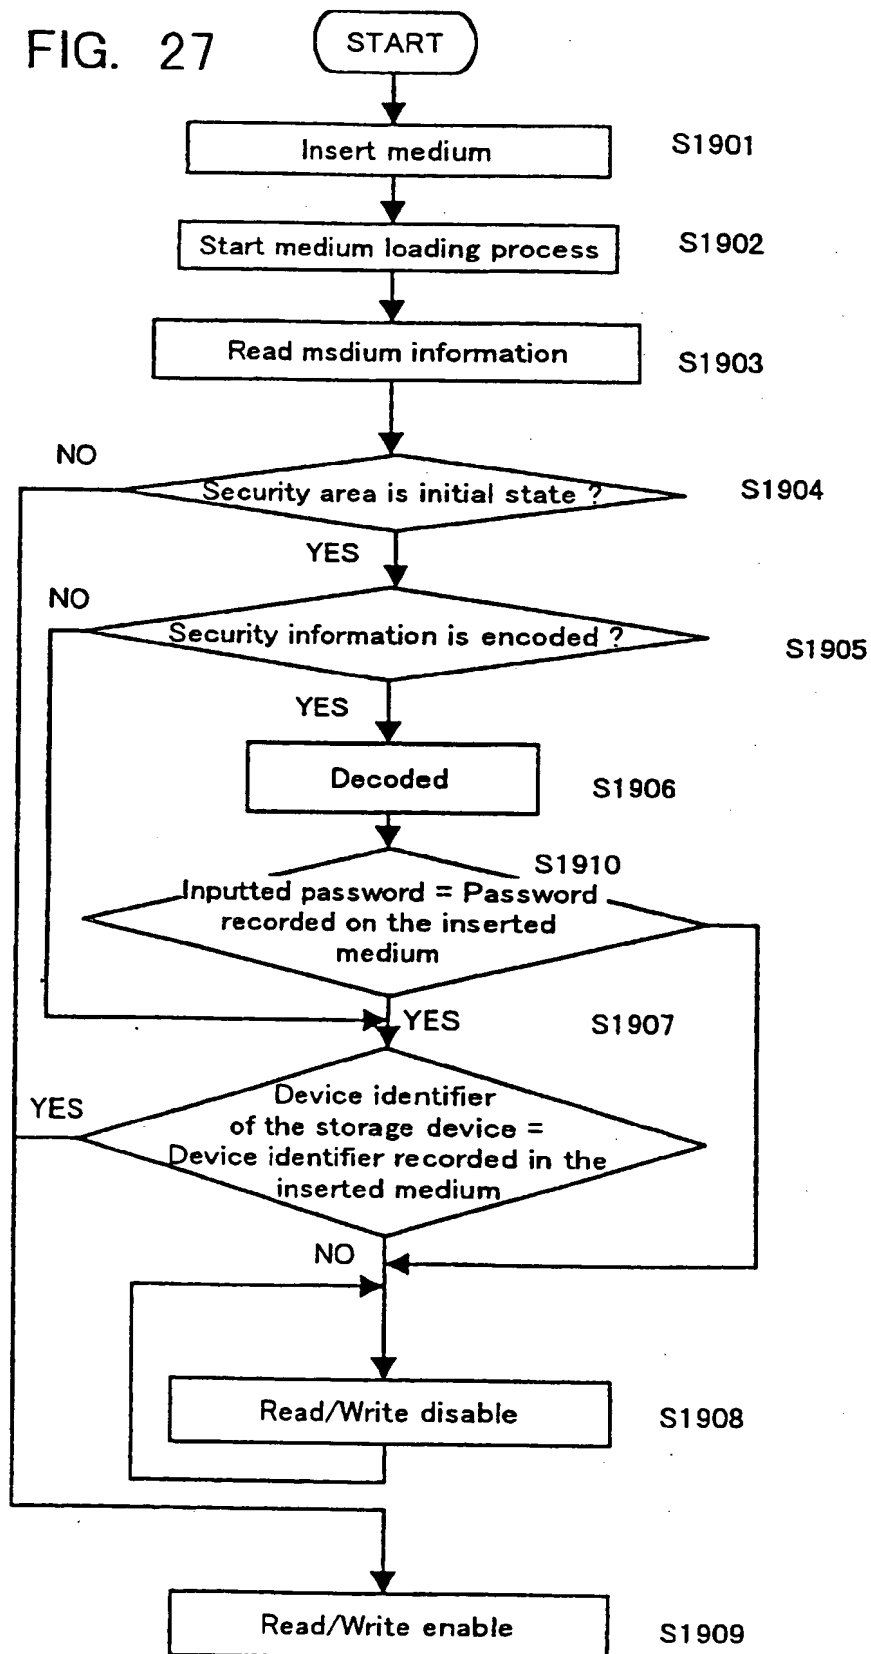 FIG. 27
START
Insert medium
S1901
Start medium loading process
S1902
Read msdium information
S1903
NO
Security area is initial state ?
S1904
YES
NO
Security information is encoded ?
S1905
YES
Decoded
S1906
S1910
Inputted password = Password
recorded on the inserted
medium
YES
S1907
YES
Device identifier
of the storage device =
Device identifier recorded in the
inserted medium
NO
Read/Write disable
S1908
Read/Write enable
S1909